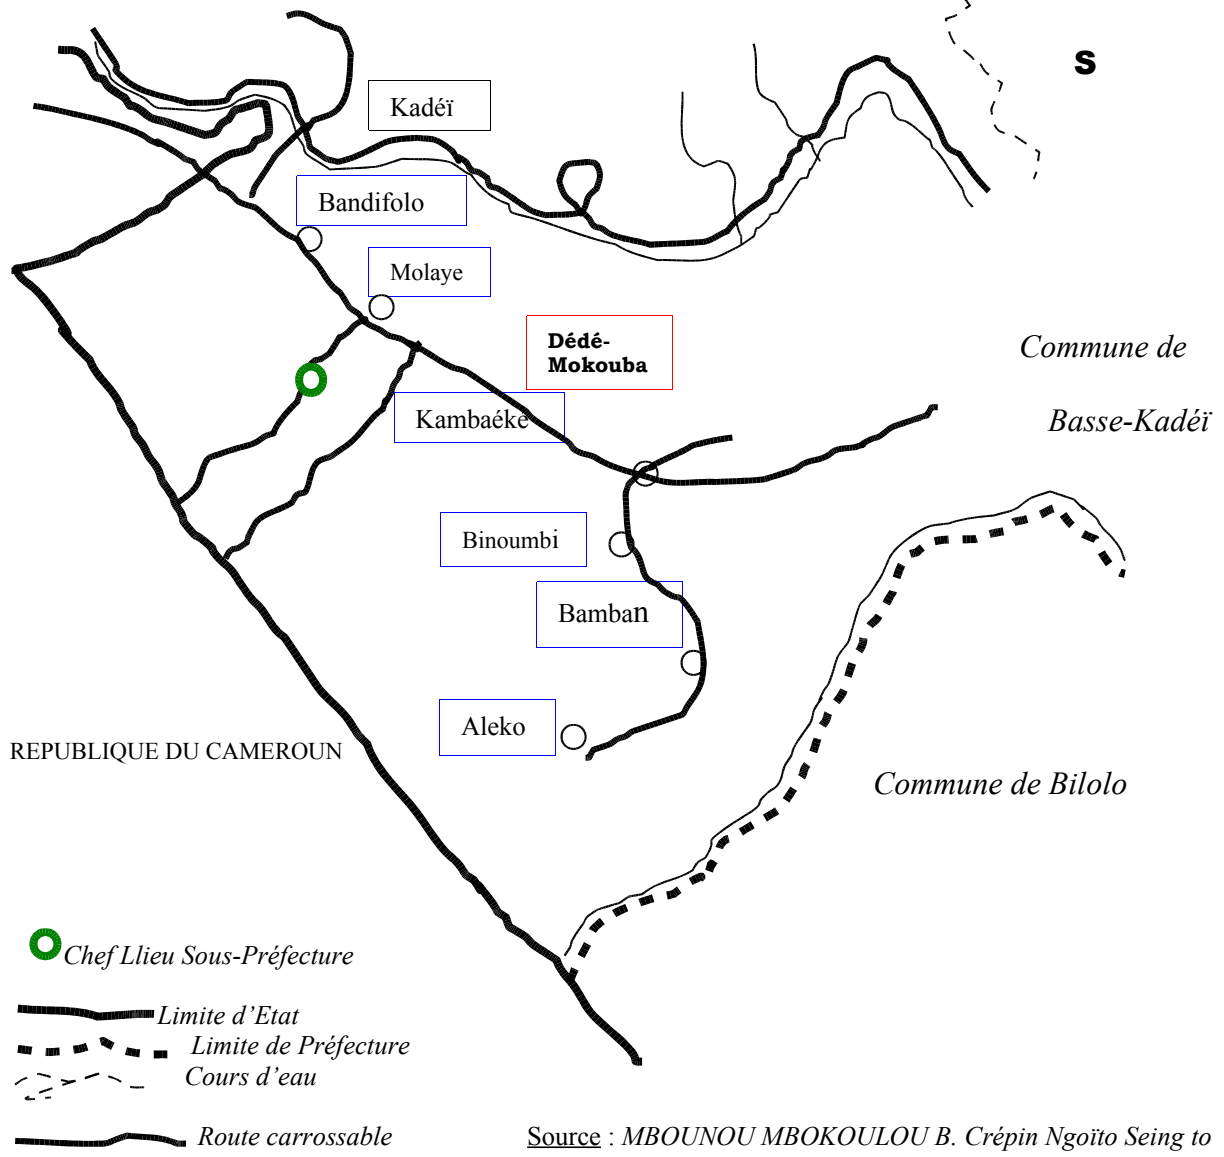 S
Kadéï
Bandifolo
Molaye
Dédé-
Mokouba
Commune de
Basse-Kadéï
Kambaéké
Binoumbi
Bamban
Aleko
REPUBLIQUE DU CAMEROUN
Commune de Bilolo
Chef Llieu Sous-Préfecture
Limite d’Etat
Limite de Préfecture
Cours d’eau
Route carrossable
Source : MBOUNOU MBOKOULOU B. Crépin Ngoïto Seing to